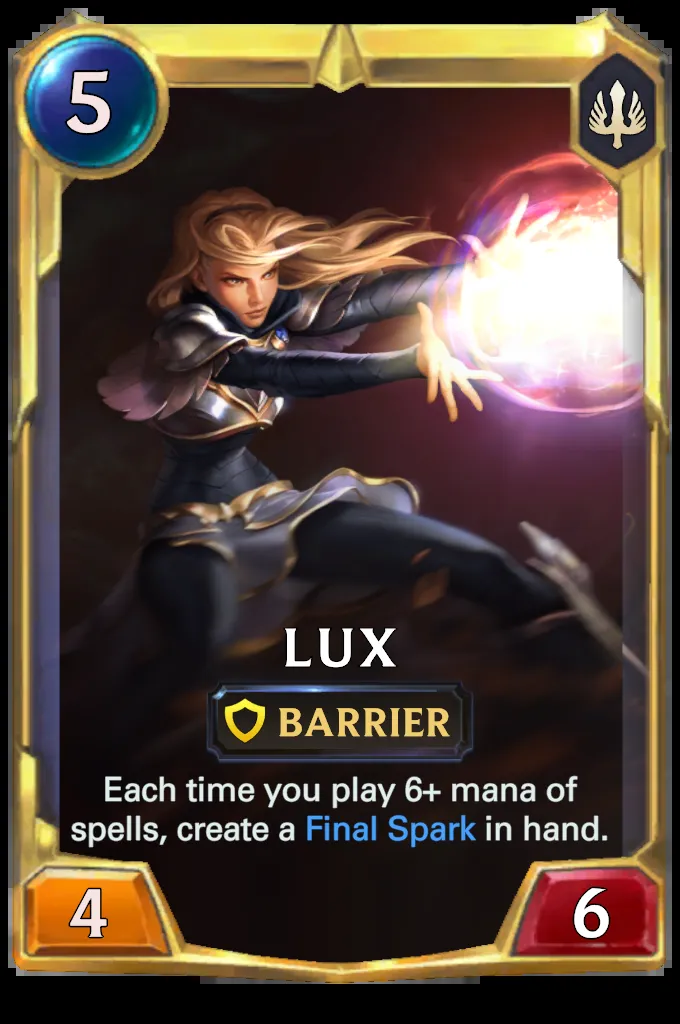 5
LUX
BARRIER
Each time you play 6+ mana of
spells, create a Final Spark in hand.
4
6